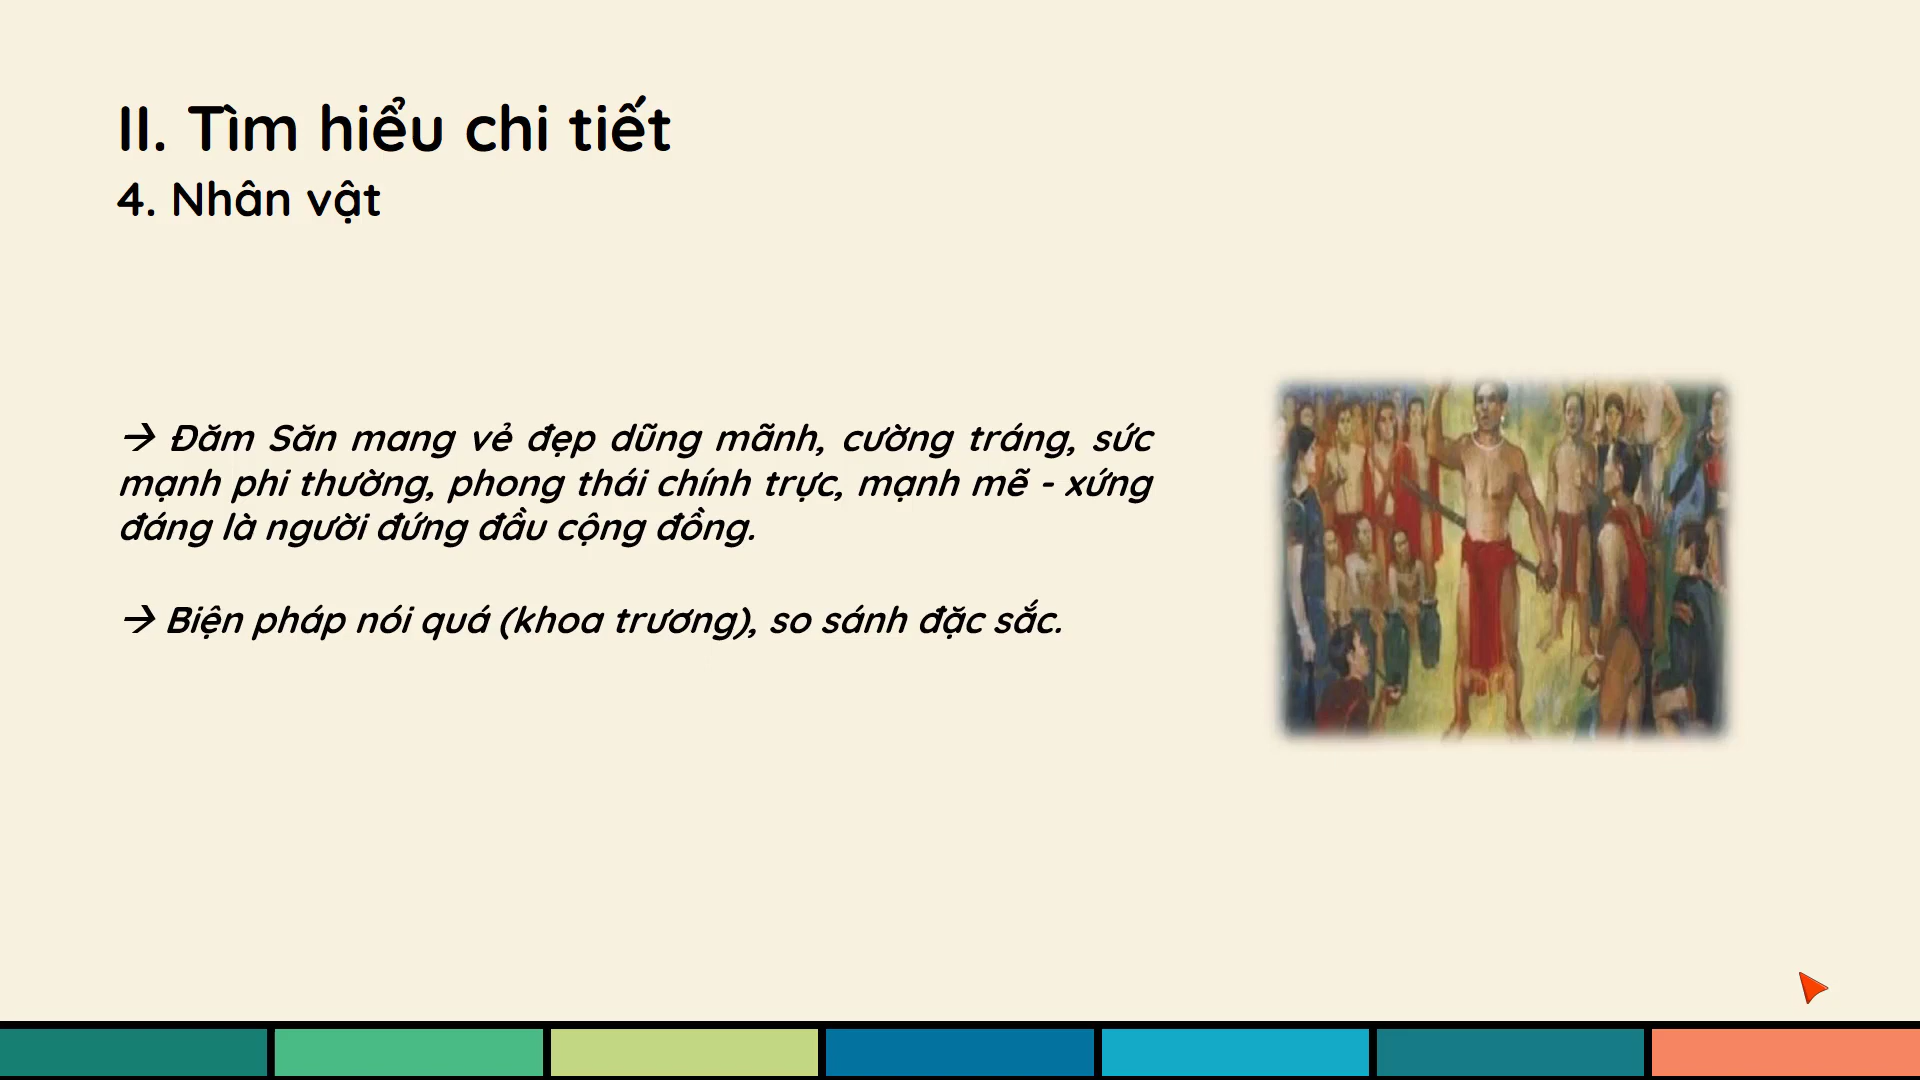 II. Tìm hiểu chi tiết
4. Nhân vật
→ Đăm Săn mang vẻ đẹp dũng mãnh, cường tráng, sức
mạnh phi thường, phong thái chính trực, mạnh mẽ - xứng
đáng là người đứng đầu cộng đồng.
→ Biện pháp nói quá (khoa trương), so sánh đặc sắc.